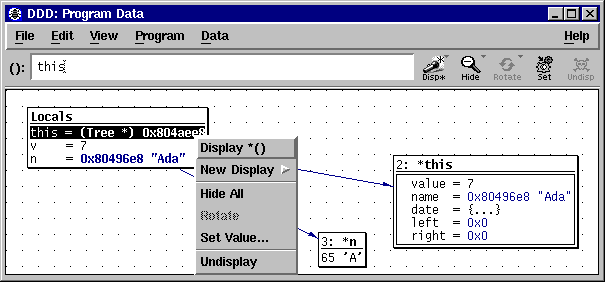 DDD: Program Data
File Edit View Program Data Help
(): this
Disp* Hide Rotate Set Undisp
Locals
this = (Tree *) 0x804aee8
v = 7
n = 0x80496e8 "Ada"
Display *()
New Display
Hide All
Rotate
Set Value...
Undisplay
2: *this
value = 7
name = 0x80496e8 "Ada"
date = {...}
left = 0x0
right = 0x0
3: *n
65 'A'